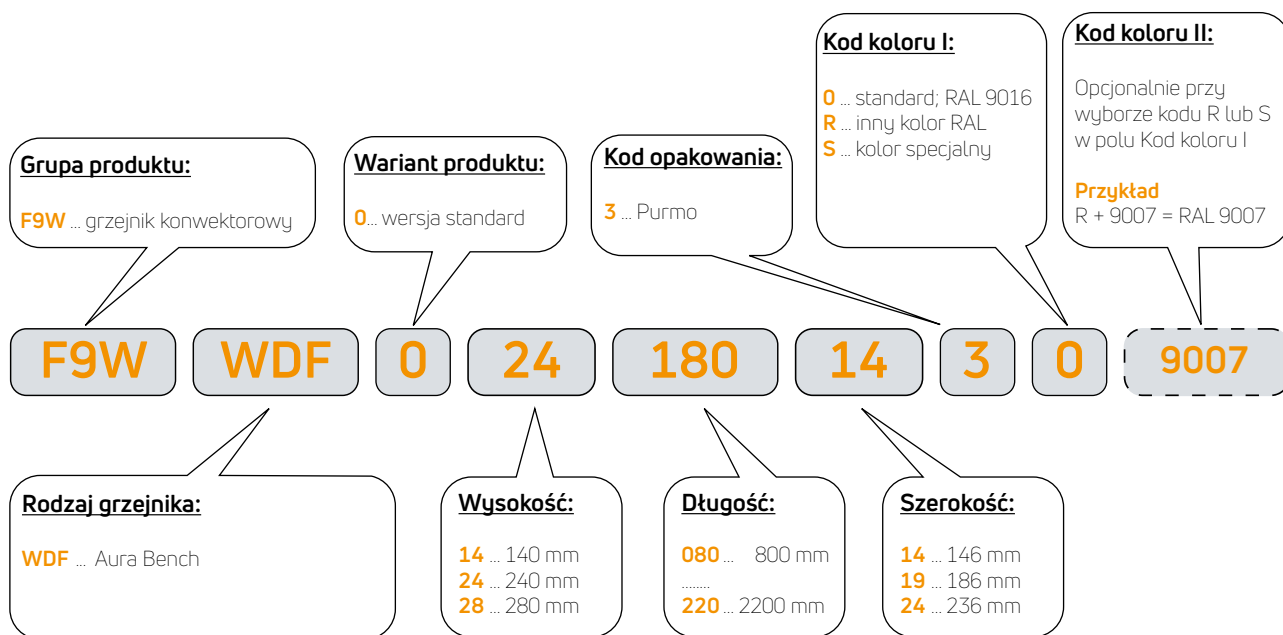 Kod koloru I:
0 ... standard; RAL 9016
R ... inny kolor RAL
S ... kolor specjalny
Kod koloru II:
Opcjonalnie przy
wyborze kodu R lub S
w polu Kod koloru I
Przykład
R + 9007 = RAL 9007
Grupa produktu:
F9W ... grzejnik konwektorowy
Wariant produktu:
0... wersja standard
Kod opakowania:
3 ... Purmo
F9W WDF 0 24 180 14 3 0 9007
Rodzaj grzejnika:
WDF ... Aura Bench
Wysokość:
14 ... 140 mm
24 ... 240 mm
28 ... 280 mm
Długość:
080 ... 800 mm
........
220 ... 2200 mm
Szerokość:
14 ... 146 mm
19 ... 186 mm
24 ... 236 mm